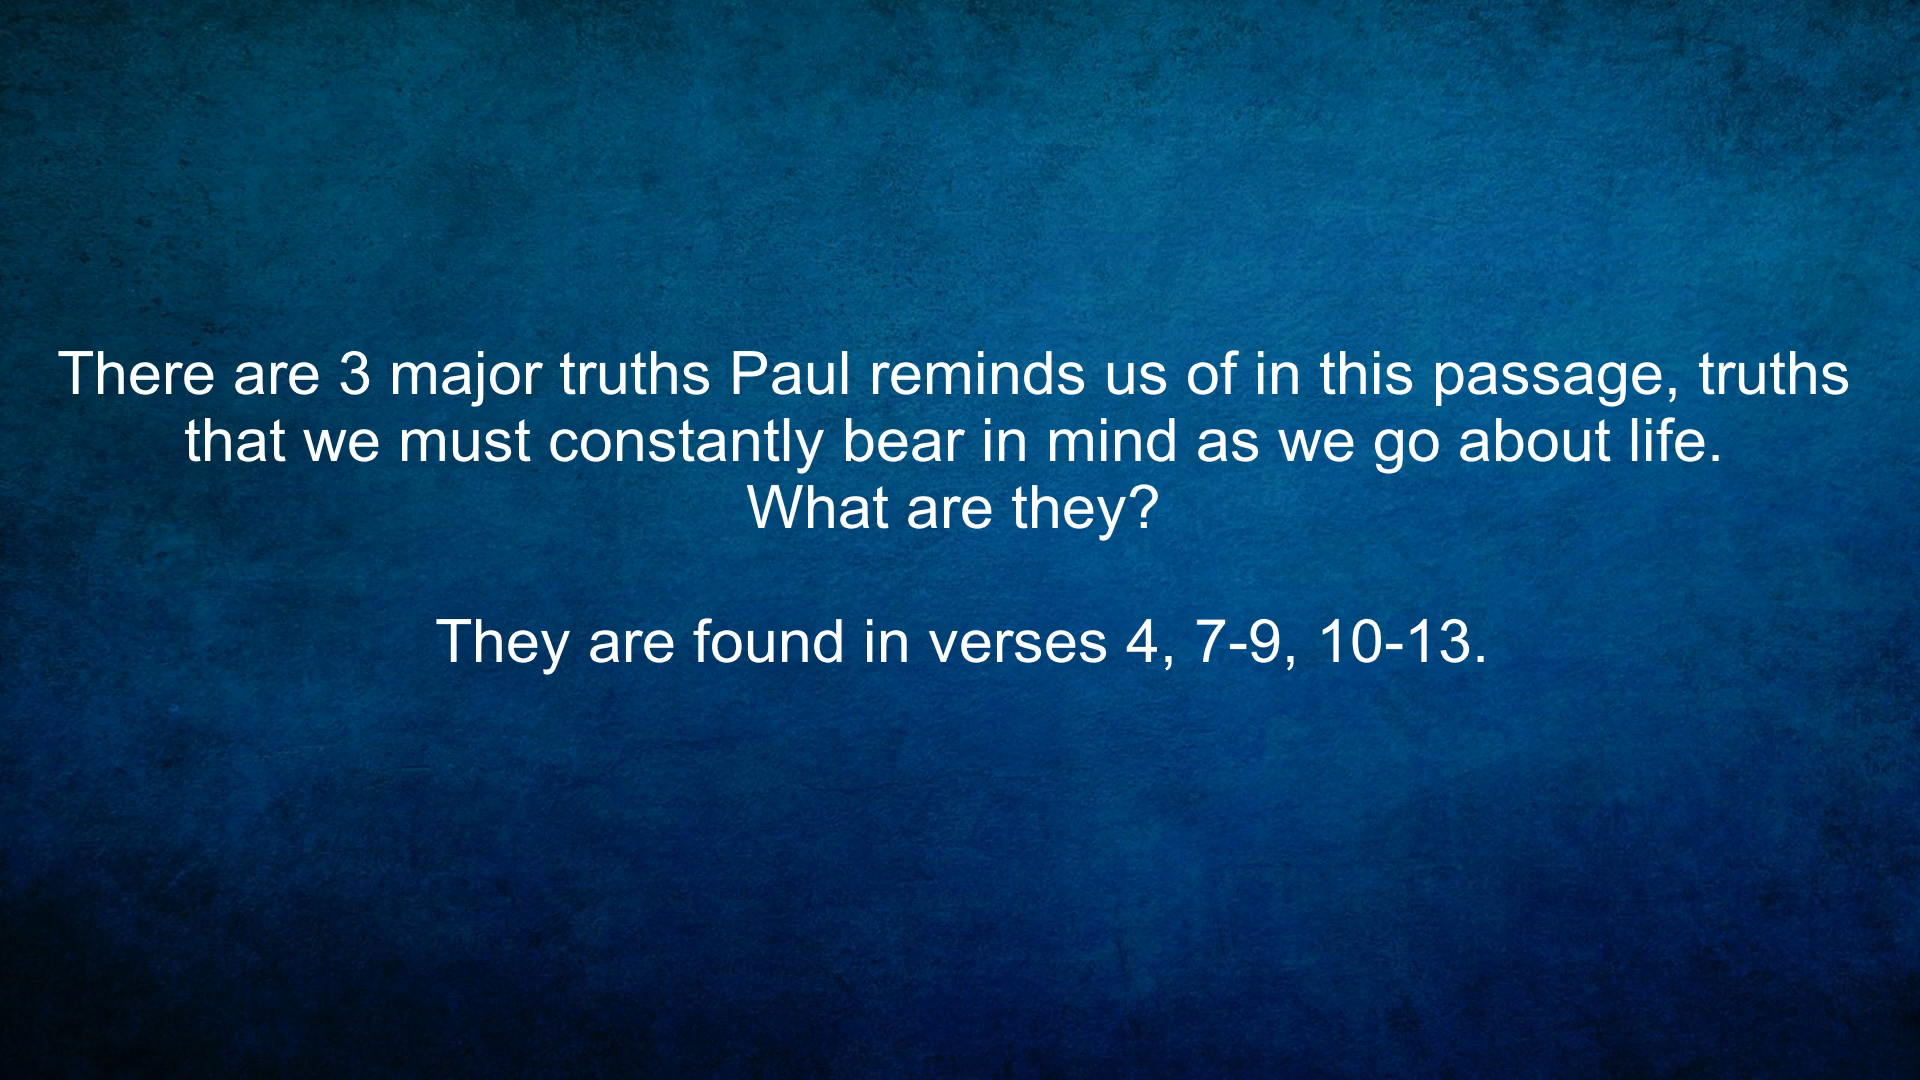 There are 3 major truths Paul reminds us of in this passage, truths
that we must constantly bear in mind as we go about life.
What are they?
They are found in verses 4, 7-9, 10-13.